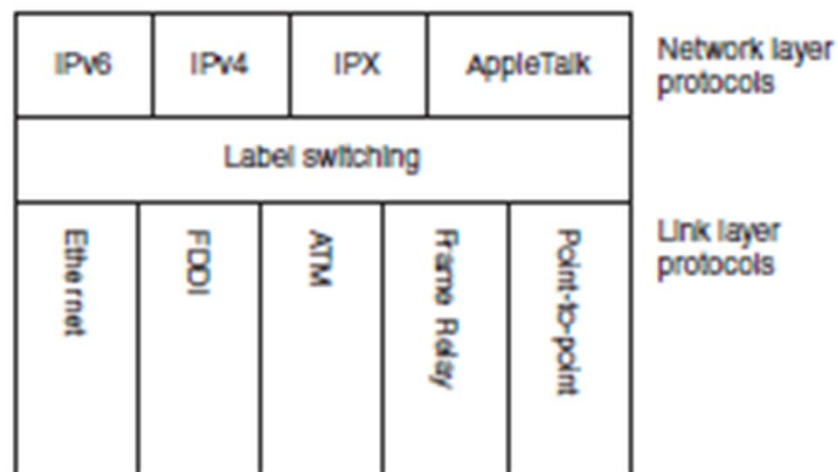 IPv6 IPv4 IPX AppleTalk
Network layer
protocols
Label switching
Ethernet FDDI ATM Frame Relay Point-to-point
Link layer
protocols